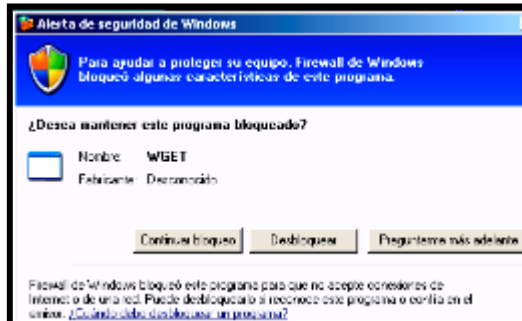 Alerta de seguridad de Windows
Para ayudar a proteger su equipo, Firewall de Windows
bloqueó algunas características de este programa.
¿Desea mantener este programa bloqueado?
Nombre: WGET
Fabricante: Desconocido
Continuar bloqueo Desbloquear Preguntarme más adelante
Firewall de Windows bloqueó este programa para que no acepte conexiones de
Internet o de una red. Puede desbloquearlo si reconoce este programa o confía en el
emisor. ¿Cuándo debo desbloquear un programa?